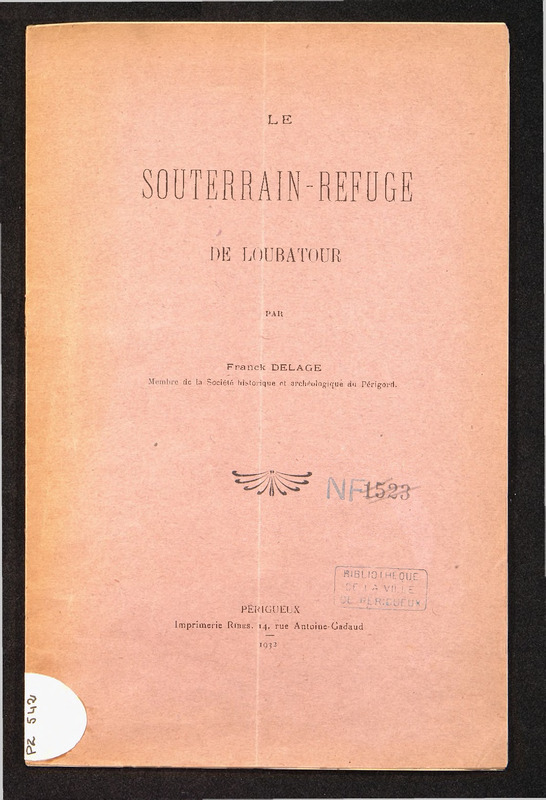 LE
SOUTERRAIN-REFUGE
DE LOUBATOUR
PAR
Franck DELAGE
Membre de la Société historique et archéologique du Périgord.
NF 1523
BIBLIOTHÈQUE
DE LA VILLE
DE PÉRIGUEUX
PÉRIGUEUX
Imprimerie Ribes, 14, rue Antoine-Gadaud
1932
PZ 542